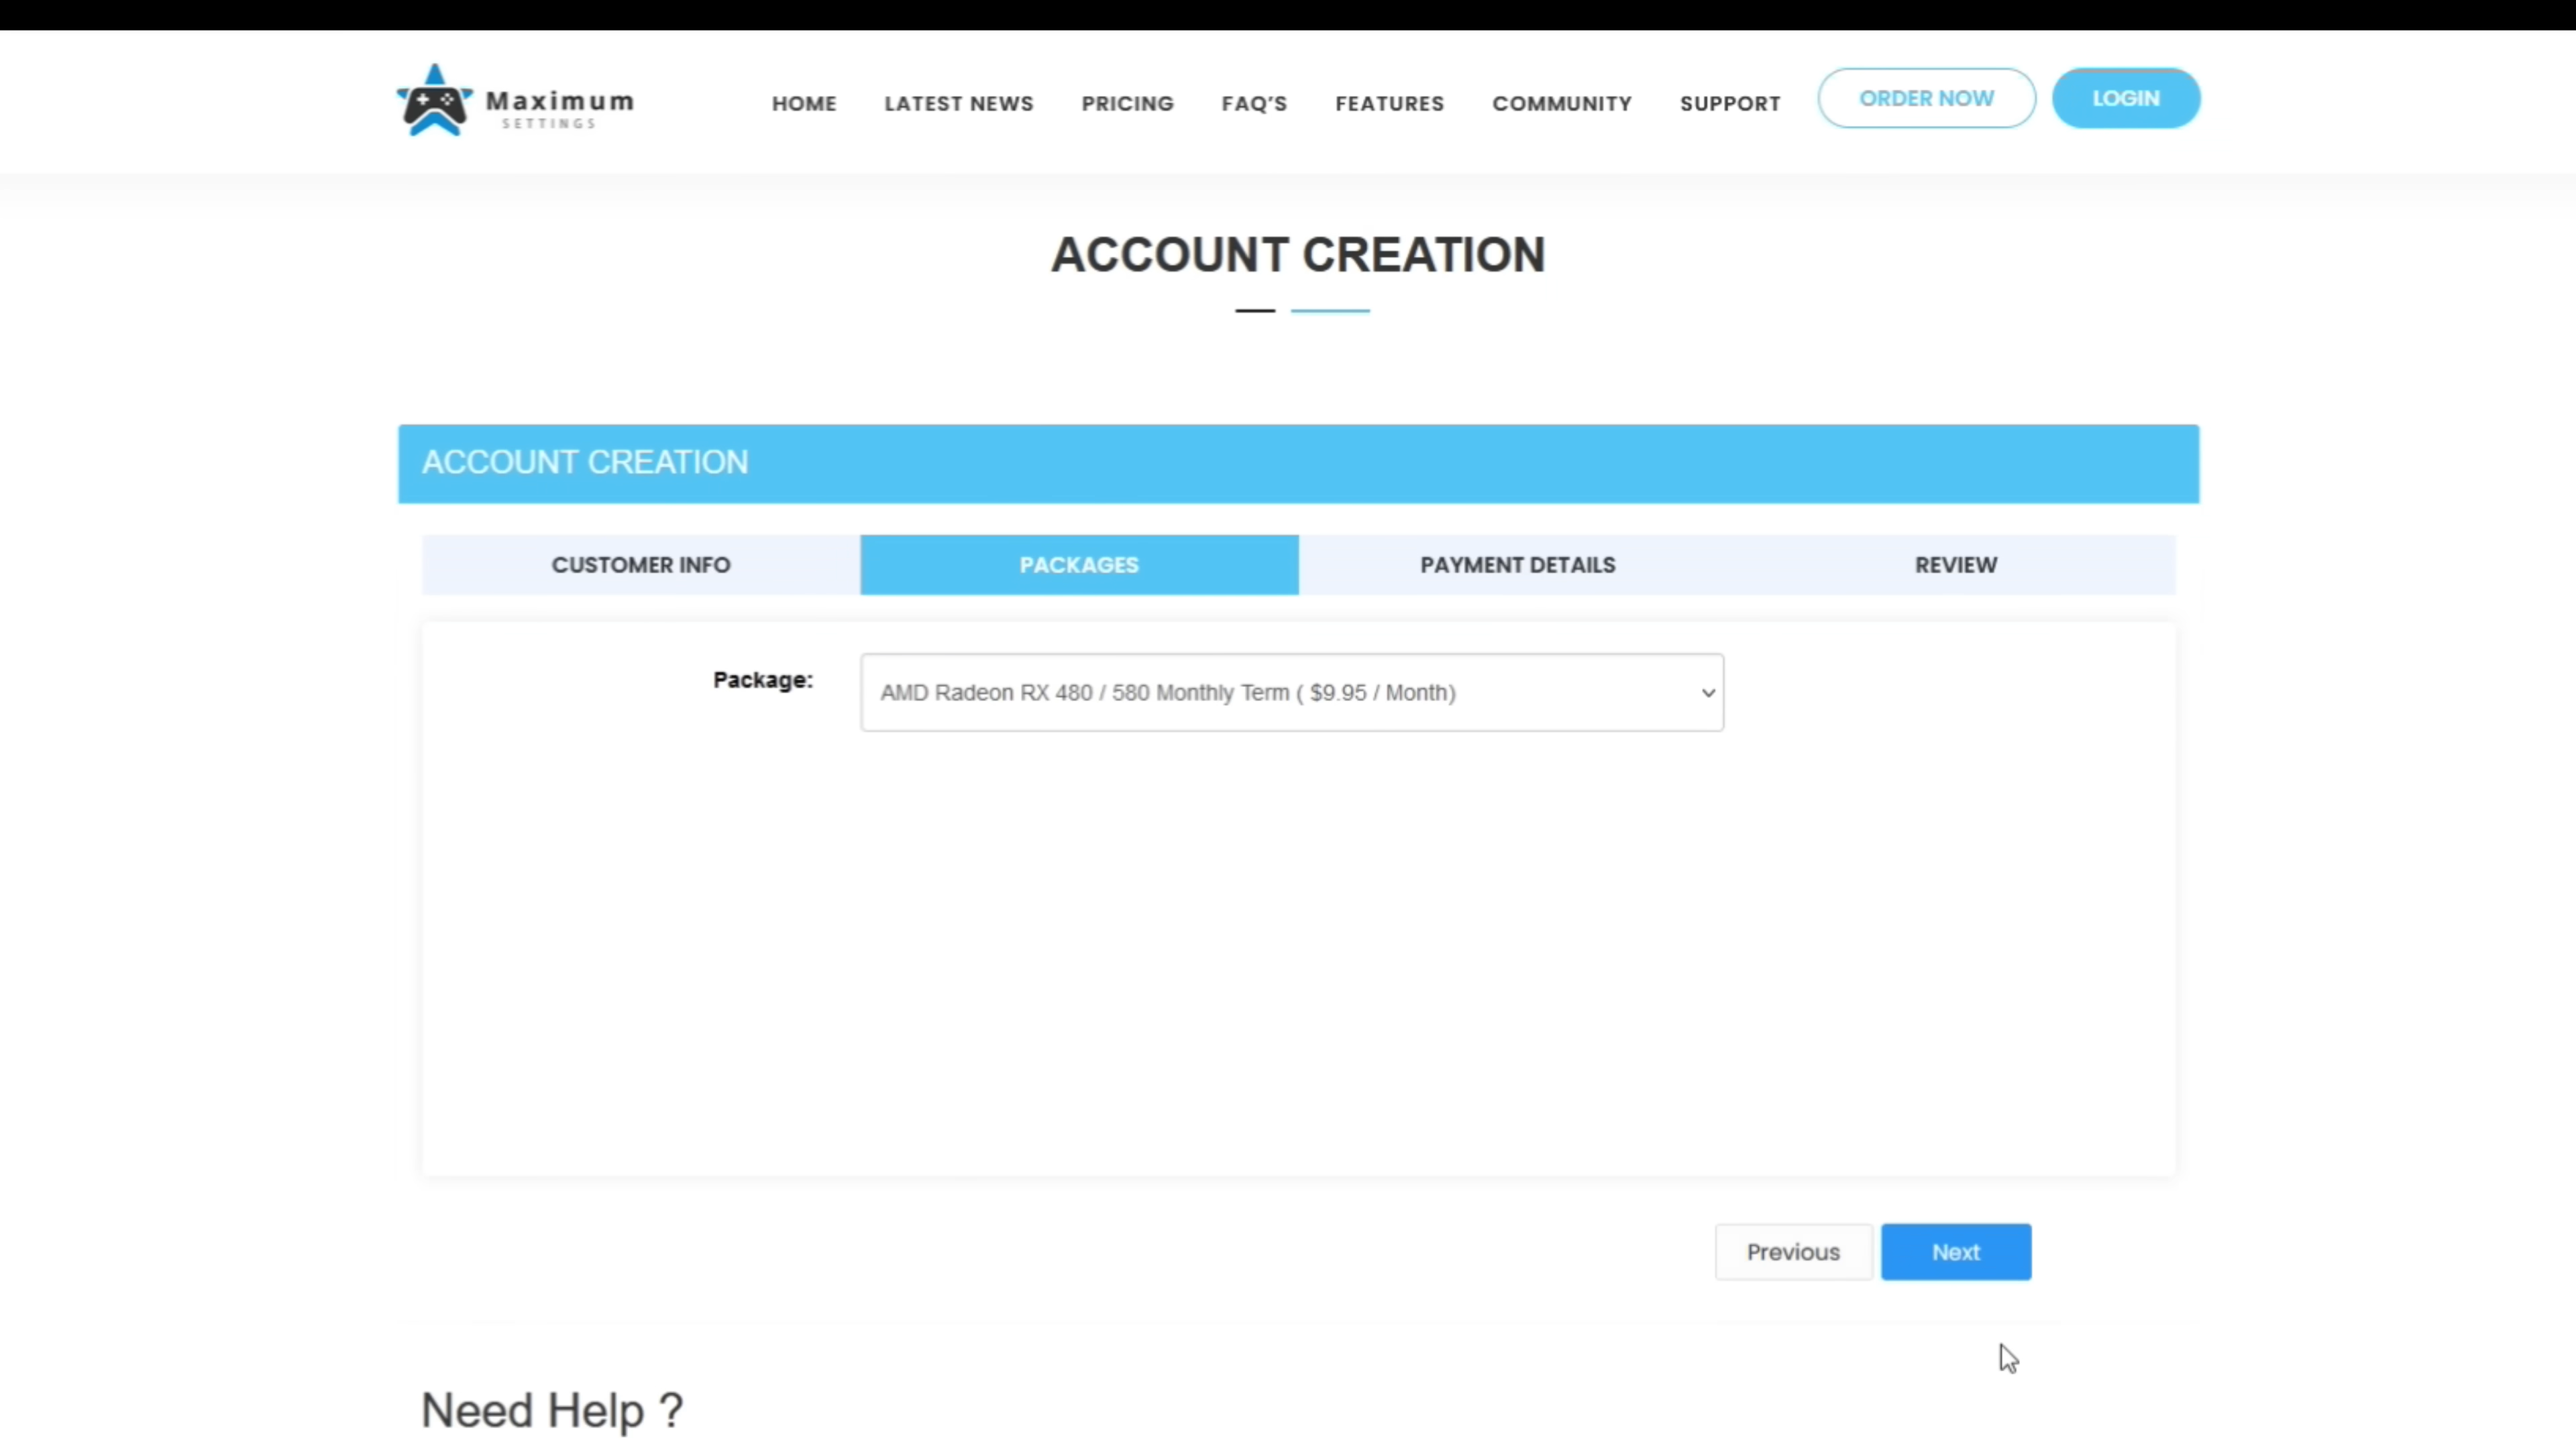 Maximum
SETTINGS
HOME
LATEST NEWS
PRICING
FAQ'S
FEATURES
COMMUNITY
SUPPORT
ORDER NOW
LOGIN
ACCOUNT CREATION
ACCOUNT CREATION
CUSTOMER INFO
PACKAGES
PAYMENT DETAILS
REVIEW
Package:
AMD Radeon RX 480 / 580 Monthly Term ( $9.95 / Month)
Previous
Next
Need Help ?